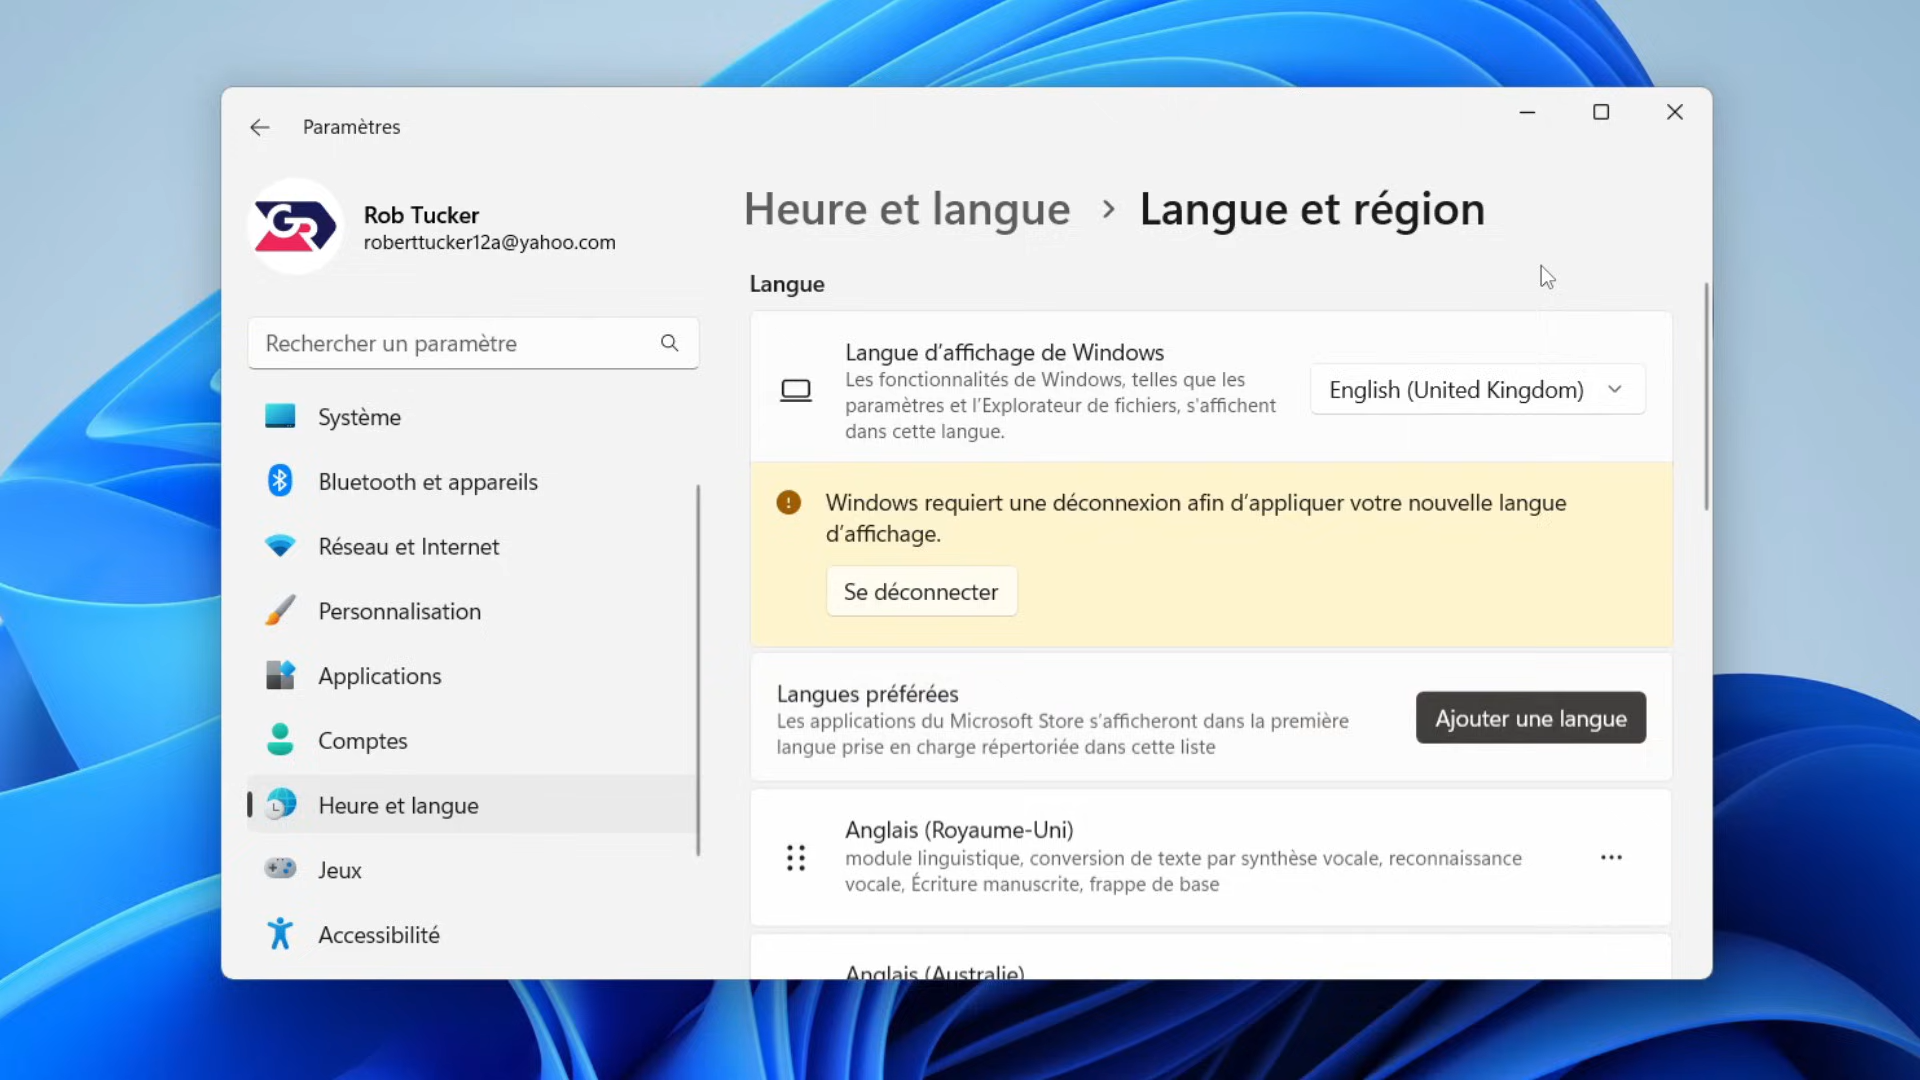 Paramètres
GR
Rob Tucker
roberttucker12a@yahoo.com
Rechercher un paramètre
Système
Bluetooth et appareils
Réseau et Internet
Personnalisation
Applications
Comptes
Heure et langue
Jeux
Accessibilité
Heure et langue > Langue et région
Langue
Langue d’affichage de Windows
Les fonctionnalités de Windows, telles que les
paramètres et l’Explorateur de fichiers, s'affichent
dans cette langue.
English (United Kingdom)
Windows requiert une déconnexion afin d’appliquer votre nouvelle langue
d’affichage.
Se déconnecter
Langues préférées
Les applications du Microsoft Store s’afficheront dans la première
langue prise en charge répertoriée dans cette liste
Ajouter une langue
Anglais (Royaume-Uni)
module linguistique, conversion de texte par synthèse vocale, reconnaissance
vocale, Écriture manuscrite, frappe de base
Anglais (Australie)